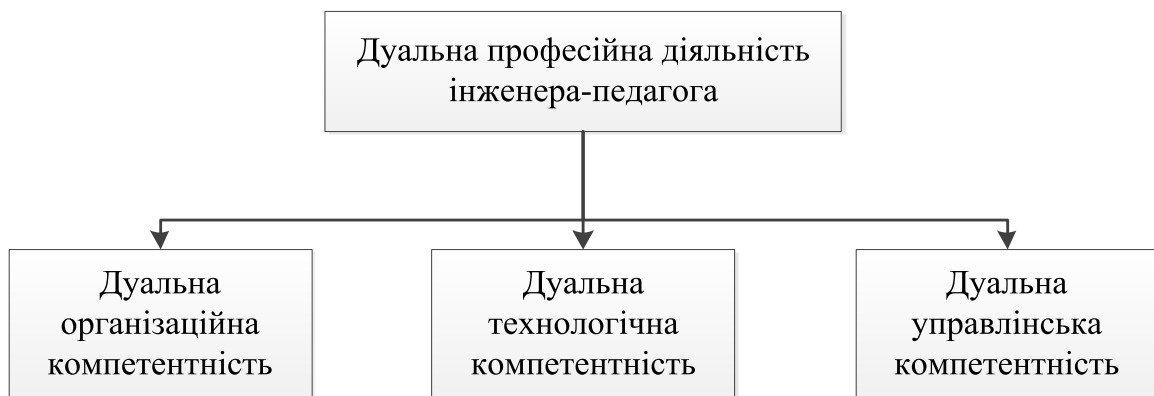 Дуальна професійна діяльність
інженера-педагога
Дуальна
організаційна
компетентність
Дуальна
технологічна
компетентність
Дуальна
управлінська
компетентність